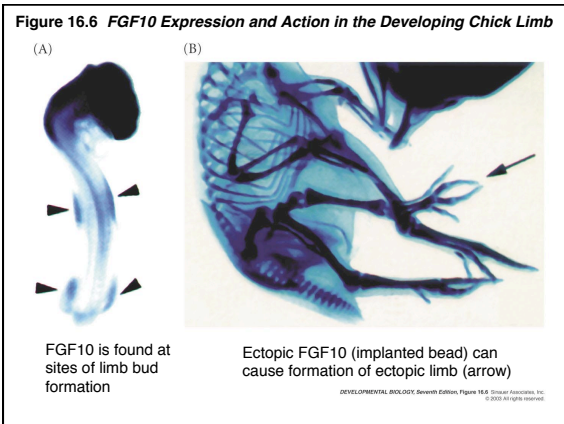 Figure 16.6 FGF10 Expression and Action in the Developing Chick Limb
(A)
(B)
FGF10 is found at
sites of limb bud
formation
Ectopic FGF10 (implanted bead) can
cause formation of ectopic limb (arrow)
DEVELOPMENTAL BIOLOGY, Seventh Edition, Figure 16.6 Sinauer Associates, Inc.
© 2003 All rights reserved.